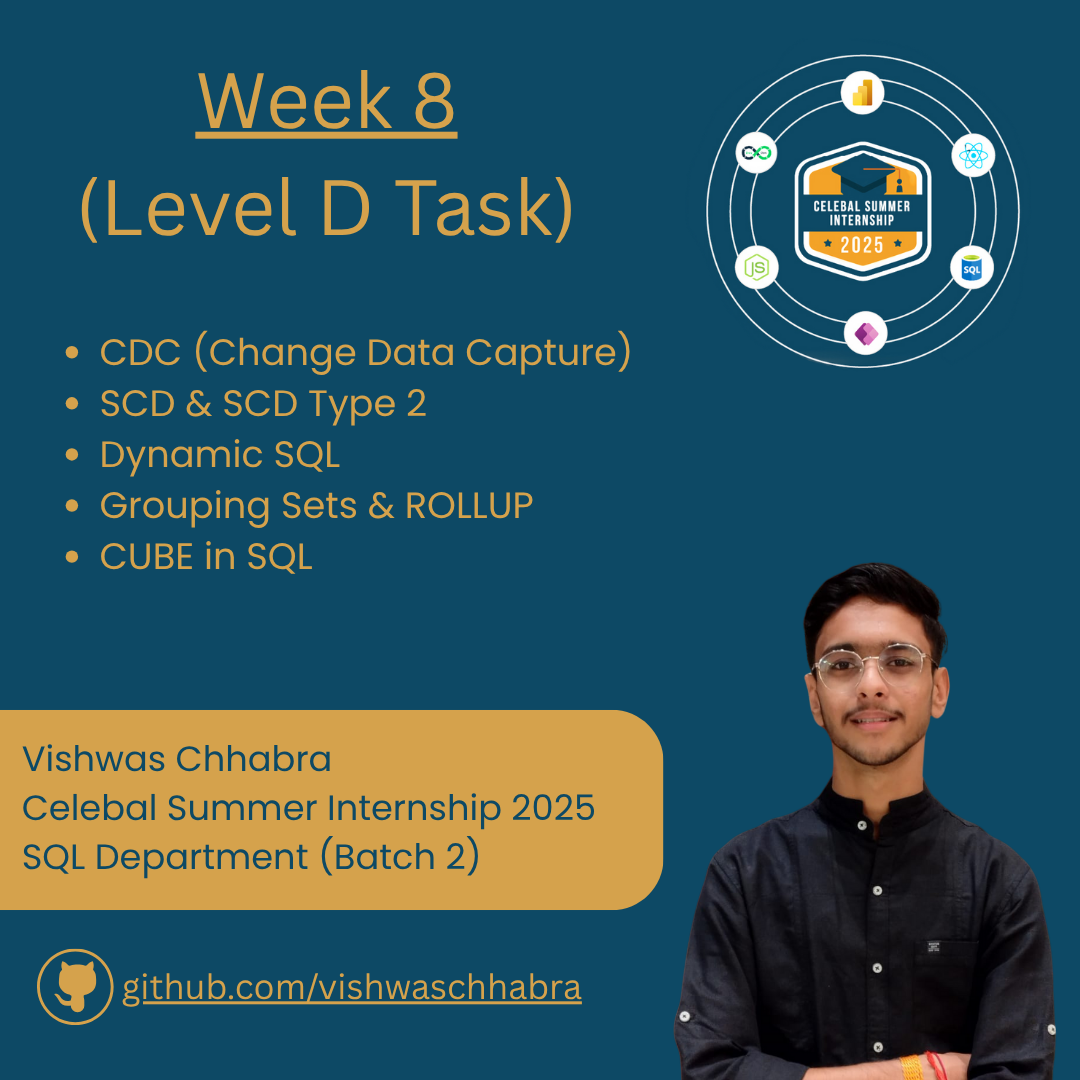 Week 8
(Level D Task)
CELEBAL SUMMER
INTERNSHIP
2025
JS
SQL
• CDC (Change Data Capture)
• SCD & SCD Type 2
• Dynamic SQL
• Grouping Sets & ROLLUP
• CUBE in SQL
Vishwas Chhabra
Celebal Summer Internship 2025
SQL Department (Batch 2)
github.com/vishwaschhabra